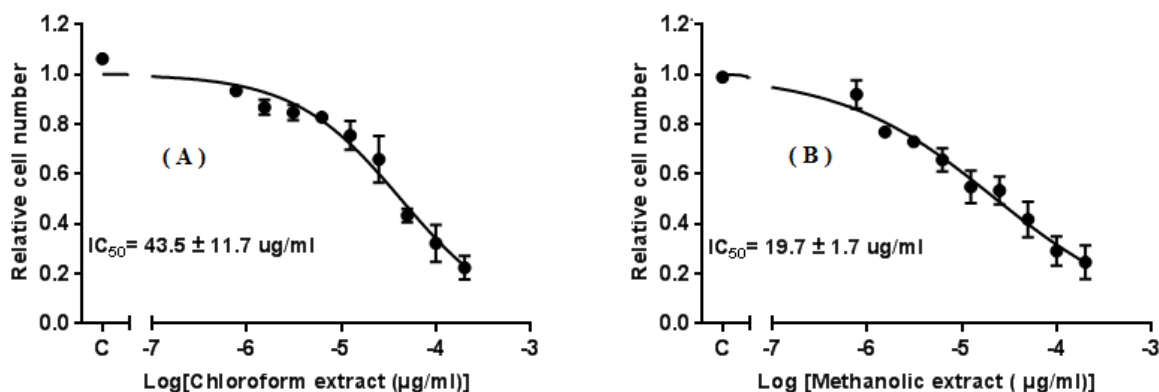 1.2
1.0
0.8
0.6
0.4
0.2
0.0
Relative cell number
( A )
IC50= 43.5 ± 11.7 ug/ml
C -7 -6 -5 -4 -3
Log[Chloroform extract (µg/ml)]
1.2
1.0
0.8
0.6
0.4
0.2
0.0
Relative cell number
( B )
IC50= 19.7 ± 1.7 ug/ml
C -7 -6 -5 -4 -3
Log [Methanolic extract ( µg/ml)]